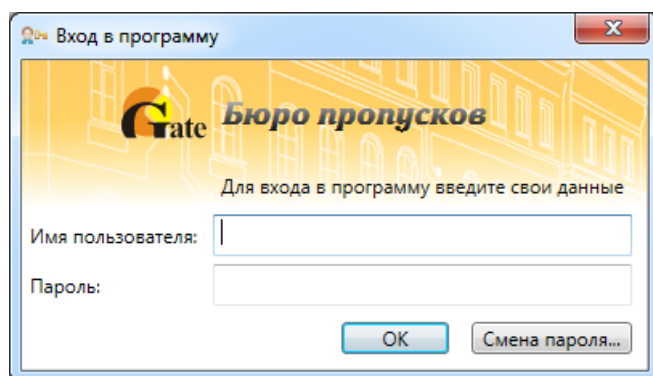 Вход в программу
Gate Бюро пропусков
Для входа в программу введите свои данные
Имя пользователя:
Пароль:
OK Смена пароля...